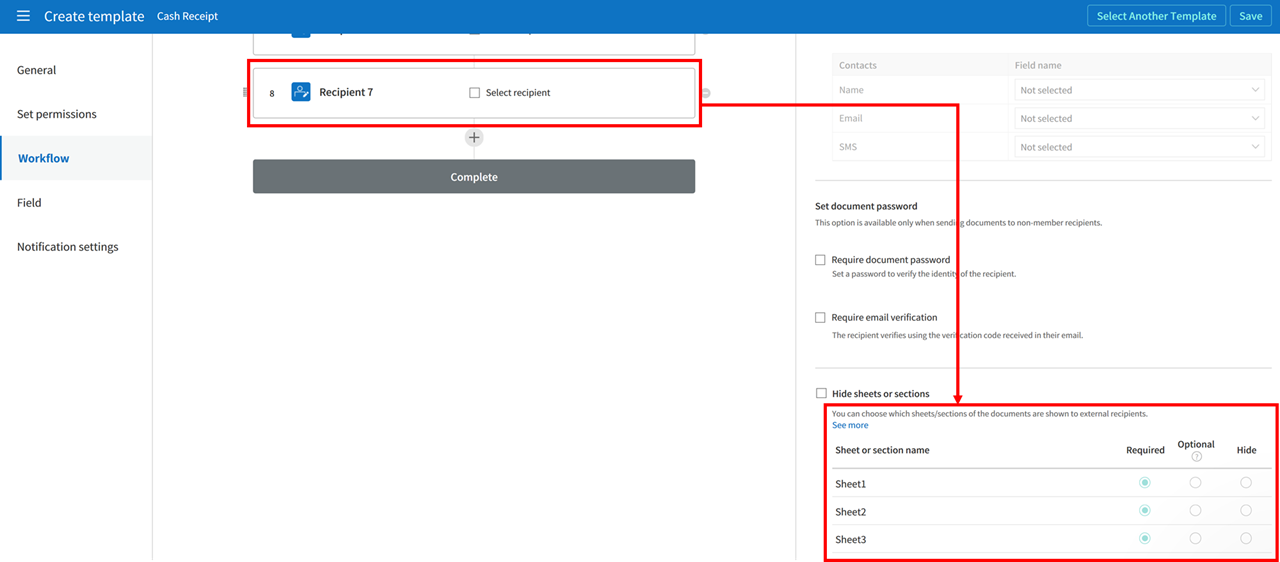 Create template Cash Receipt Select Another Template Save
General
Set permissions
Workflow
Field
Notification settings
8 Recipient 7 Select recipient
Complete
Contacts Field name
Name Not selected
Email Not selected
SMS Not selected
Set document password
This option is available only when sending documents to non-member recipients.
Require document password
Set a password to verify the identity of the recipient.
Require email verification
The recipient verifies using the verification code received in their email.
Hide sheets or sections
You can choose which sheets/sections of the documents are shown to external recipients.
See more
Sheet or section name Required Optional Hide
?
Sheet1
Sheet2
Sheet3